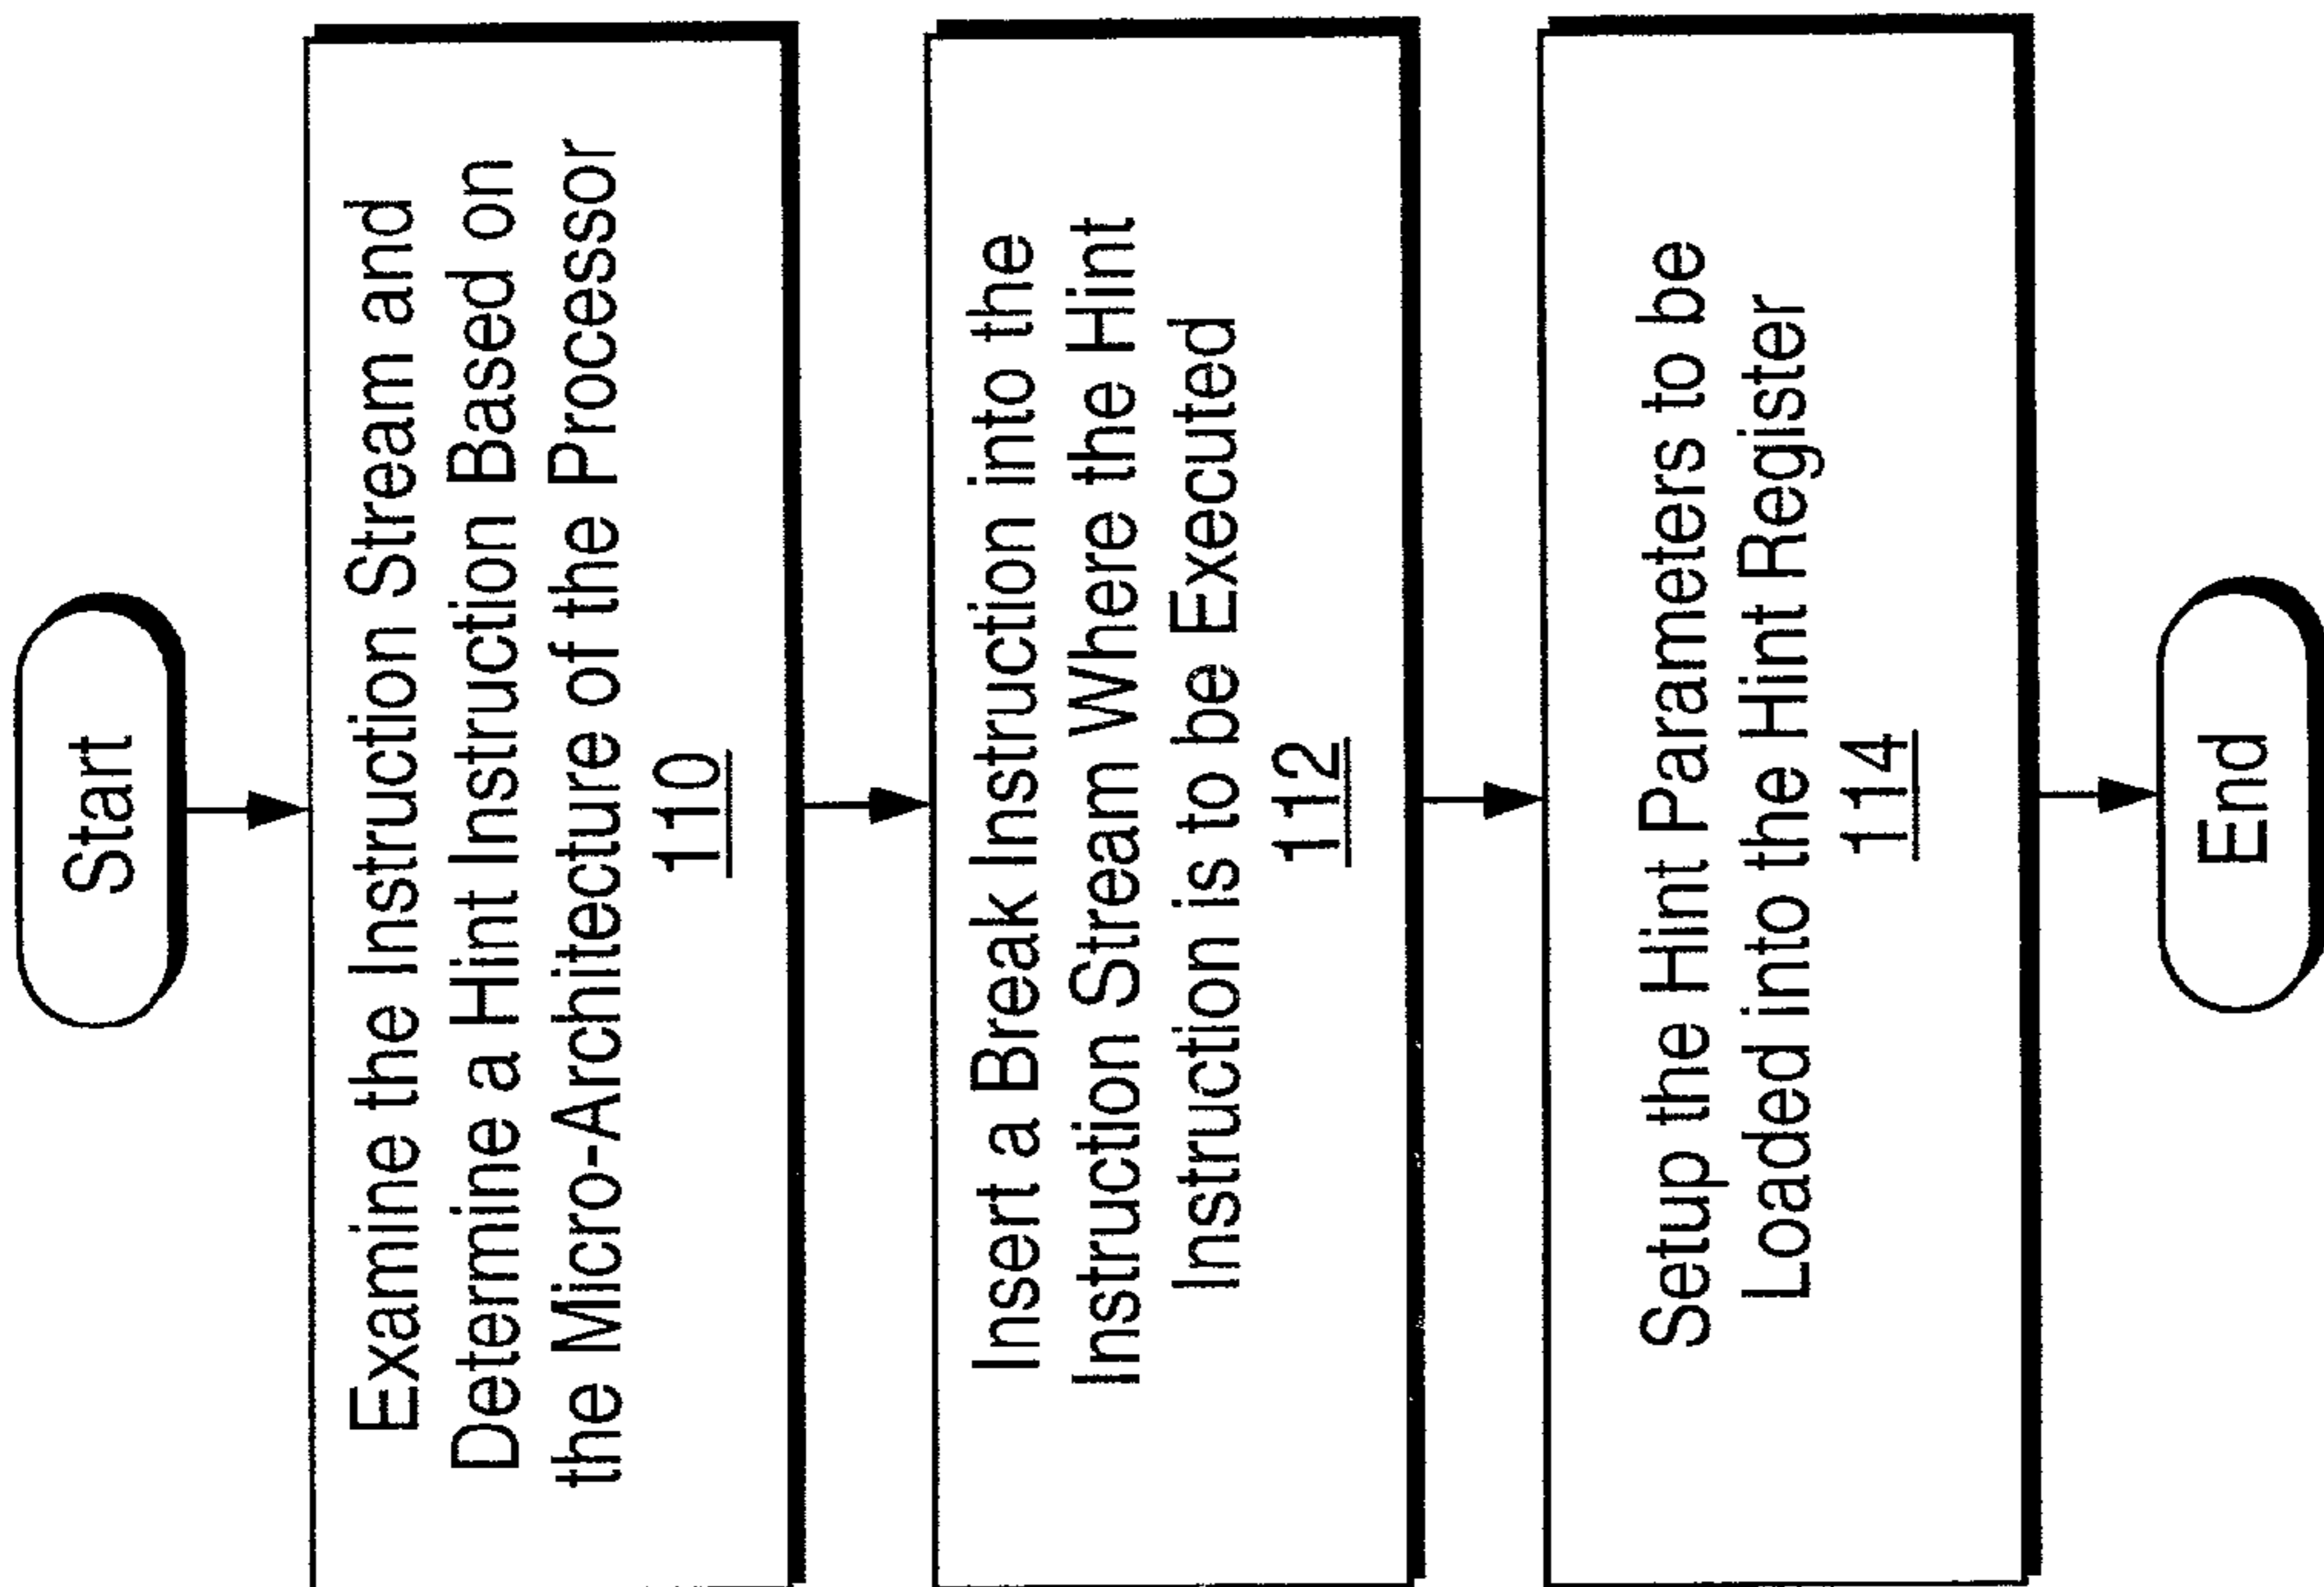 Start
Examine the Instruction Stream and
Determine a Hint Instruction Based on
the Micro-Architecture of the Processor
110
Insert a Break Instruction into the
Instruction Stream Where the Hint
Instruction is to be Executed
112
Setup the Hint Parameters to be
Loaded into the Hint Register
114
End